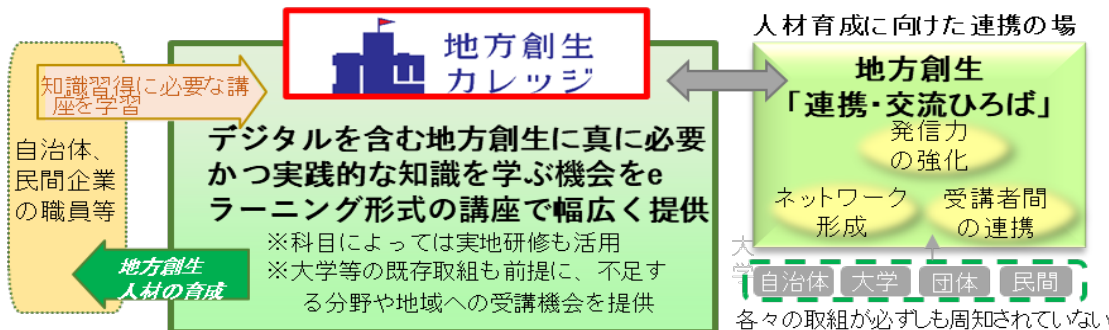 知識習得に必要な講
座を学習
自治体、
民間企業
の職員等
地方創生
人材の育成
地方創生
カレッジ
デジタルを含む地方創生に真に必要
かつ実践的な知識を学ぶ機会をe
ラーニング形式の講座で幅広く提供
※科目によっては実地研修も活用
※大学等の既存取組も前提に、不足す
る分野や地域への受講機会を提供
人材育成に向けた連携の場
地方創生
「連携・交流ひろば」
発信力
の強化
ネットワーク
形成
受講者間
の連携
大
学
自治体
大学
団体
民間
各々の取組が必ずしも周知されていない